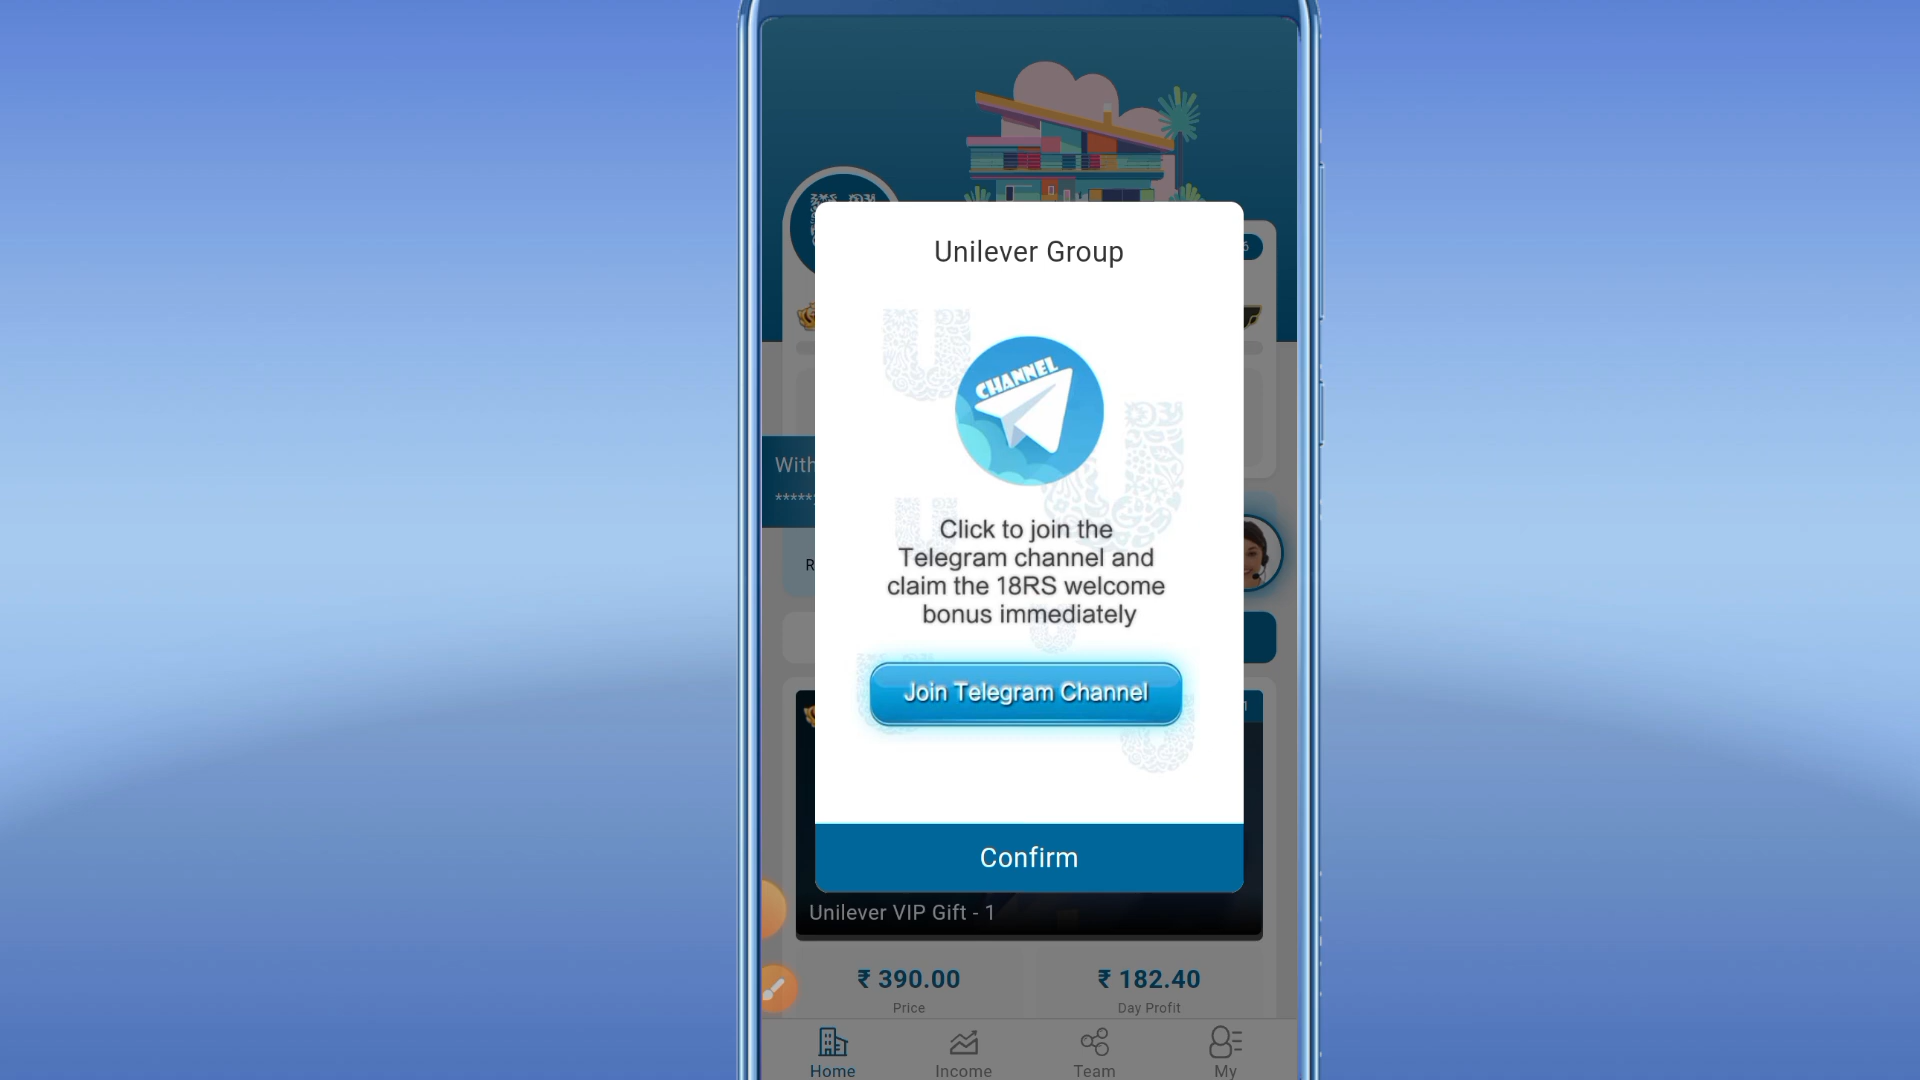 Unilever Group
CHANNEL
Click to join the
Telegram channel and
claim the 18RS welcome
bonus immediately
Join Telegram Channel
Confirm
Unilever VIP Gift - 1
₹ 390.00
Price
₹ 182.40
Day Profit
Home
Income
Team
My